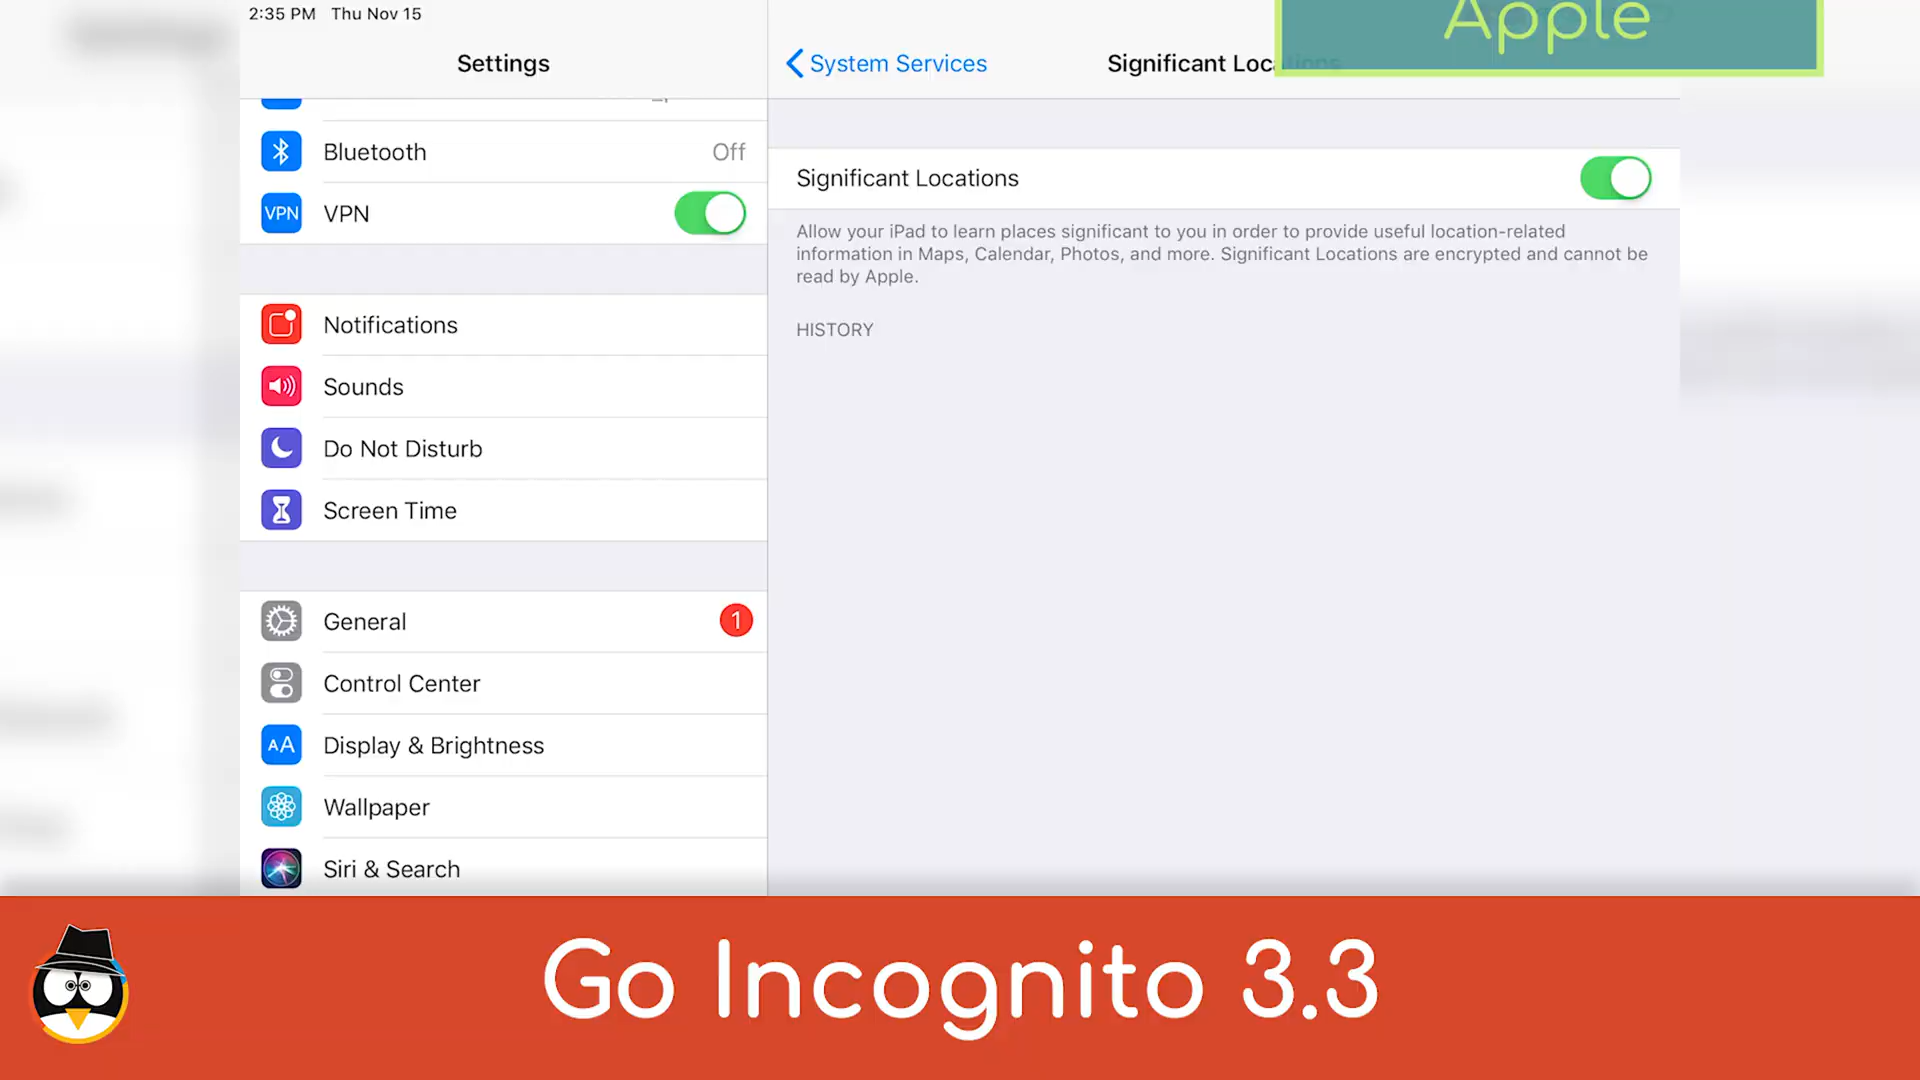 2:35 PM Thu Nov 15
Apple
Settings
System Services
Significant Loc
Bluetooth
Off
VPN
VPN
Significant Locations
Allow your iPad to learn places significant to you in order to provide useful location-related
information in Maps, Calendar, Photos, and more. Significant Locations are encrypted and cannot be
read by Apple.
HISTORY
Notifications
Sounds
Do Not Disturb
Screen Time
General
1
Control Center
AA
Display & Brightness
Wallpaper
Siri & Search
Go Incognito 3.3